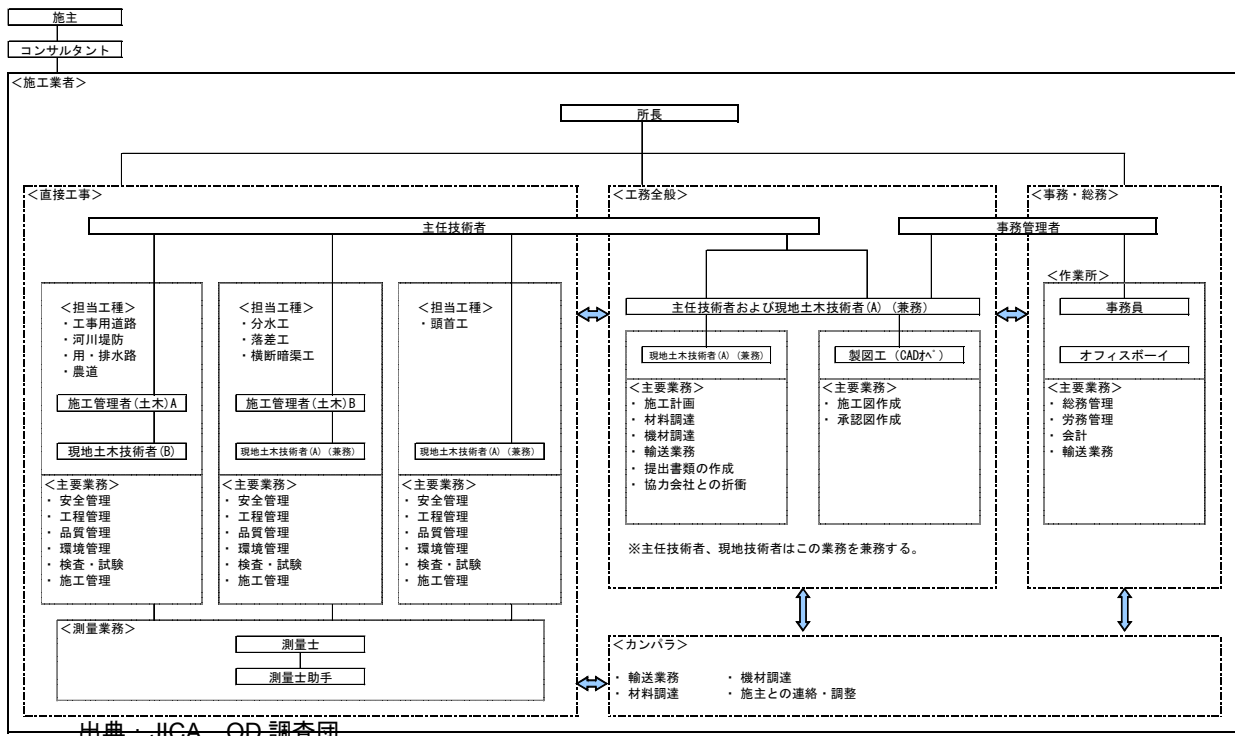 施主
コンサルタント
＜施工業者＞
所長
＜直接工事＞
＜工務全般＞
＜事務・総務＞
主任技術者
事務管理者
＜担当工種＞
・工事用道路
・河川堤防
・用・排水路
・農道
施工管理者(土木)A
現地土木技術者(B)
＜主要業務＞
・ 安全管理
・ 工程管理
・ 品質管理
・ 環境管理
・ 検査・試験
・ 施工管理
＜担当工種＞
・分水工
・落差工
・横断暗渠工
施工管理者(土木)B
現地土木技術者(A) (兼務)
＜主要業務＞
・ 安全管理
・ 工程管理
・ 品質管理
・ 環境管理
・ 検査・試験
・ 施工管理
＜担当工種＞
・頭首工
現地土木技術者(A) (兼務)
＜主要業務＞
・ 安全管理
・ 工程管理
・ 品質管理
・ 環境管理
・ 検査・試験
・ 施工管理
＜測量業務＞
測量士
測量士助手
主任技術者および現地土木技術者(A) (兼務)
現地土木技術者(A) (兼務)
＜主要業務＞
・ 施工計画
・ 材料調達
・ 機材調達
・ 輸送業務
・ 提出書類の作成
・ 協力会社との折衝
製図工 (CADｵﾍﾟ)
＜主要業務＞
・ 施工図作成
・ 承認図作成
※主任技術者、現地技術者はこの業務を兼務する。
＜作業所＞
事務員
オフィスボーイ
＜主要業務＞
・ 総務管理
・ 労務管理
・ 会計
・ 輸送業務
＜カンパラ＞
・ 輸送業務 ・ 機材調達
・ 材料調達 ・ 施主との連絡・調整
出典：JICA OD 調査団